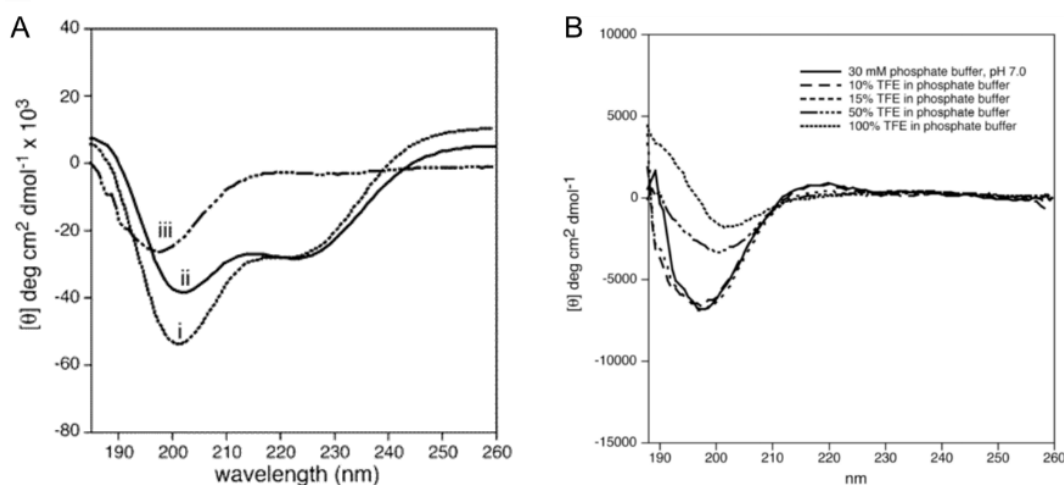 A
[θ] deg cm² dmol⁻¹ x 10³
40
20
0
-20
-40
-60
-80
iii
ii
i
190 200 210 220 230 240 250 260
wavelength (nm)
B
[θ] deg cm² dmol⁻¹
10000
5000
0
-5000
-10000
-15000
30 mM phosphate buffer, pH 7.0
10% TFE in phosphate buffer
15% TFE in phosphate buffer
50% TFE in phosphate buffer
100% TFE in phosphate buffer
190 200 210 220 230 240 250 260
nm